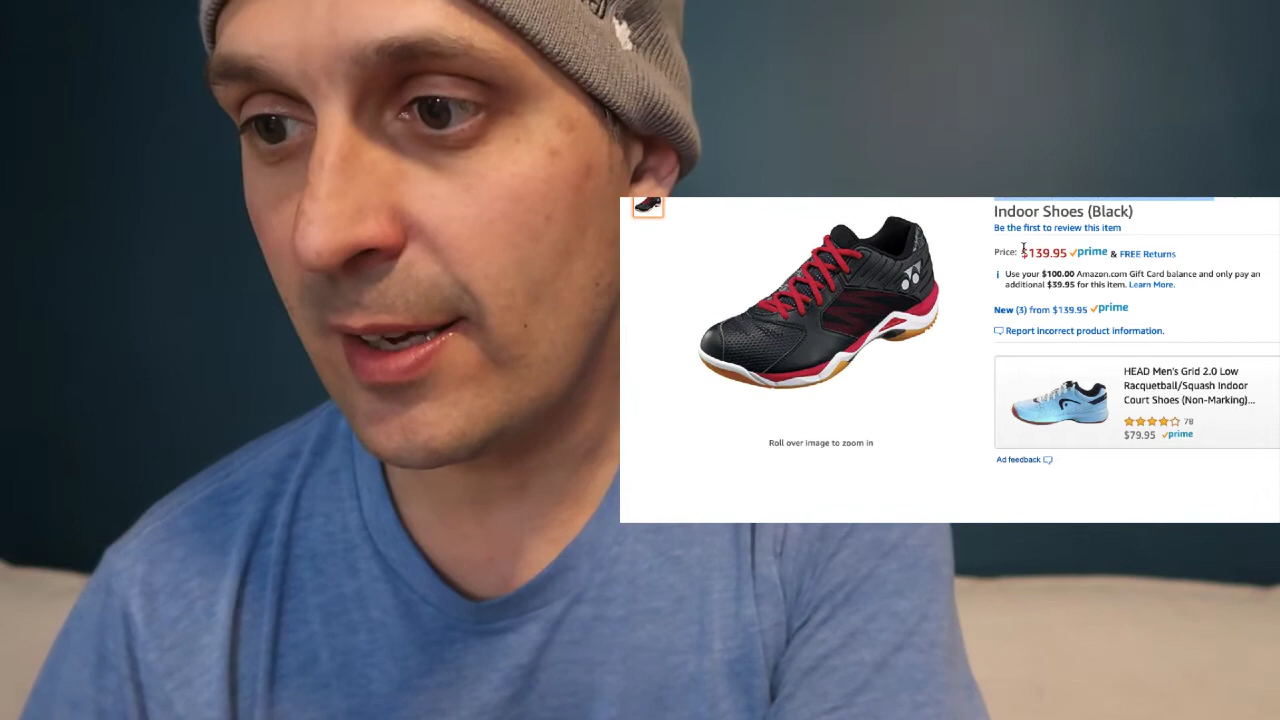 Indoor Shoes (Black)
Be the first to review this item
Price: $139.95 prime & FREE Returns
Use your $100.00 Amazon.com Gift Card balance and only pay an
additional $39.95 for this item. Learn More.
New (3) from $139.95 prime
Report incorrect product information.
HEAD Men's Grid 2.0 Low
Racquetball/Squash Indoor
Court Shoes (Non-Marking)...
78
$79.95 prime
Roll over image to zoom in
Ad feedback